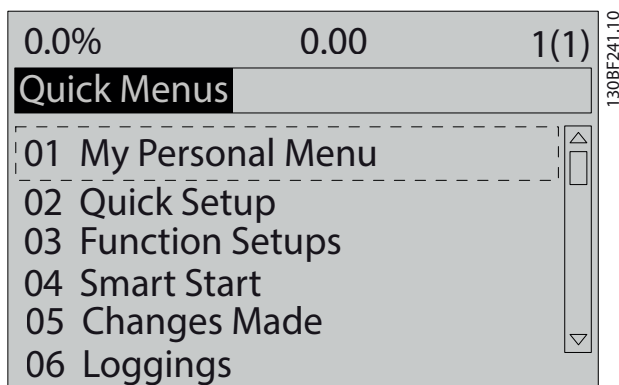 0.0% 0.00 1(1)
Quick Menus
01 My Personal Menu
02 Quick Setup
03 Function Setups
04 Smart Start
05 Changes Made
06 Loggings
130BF241.10